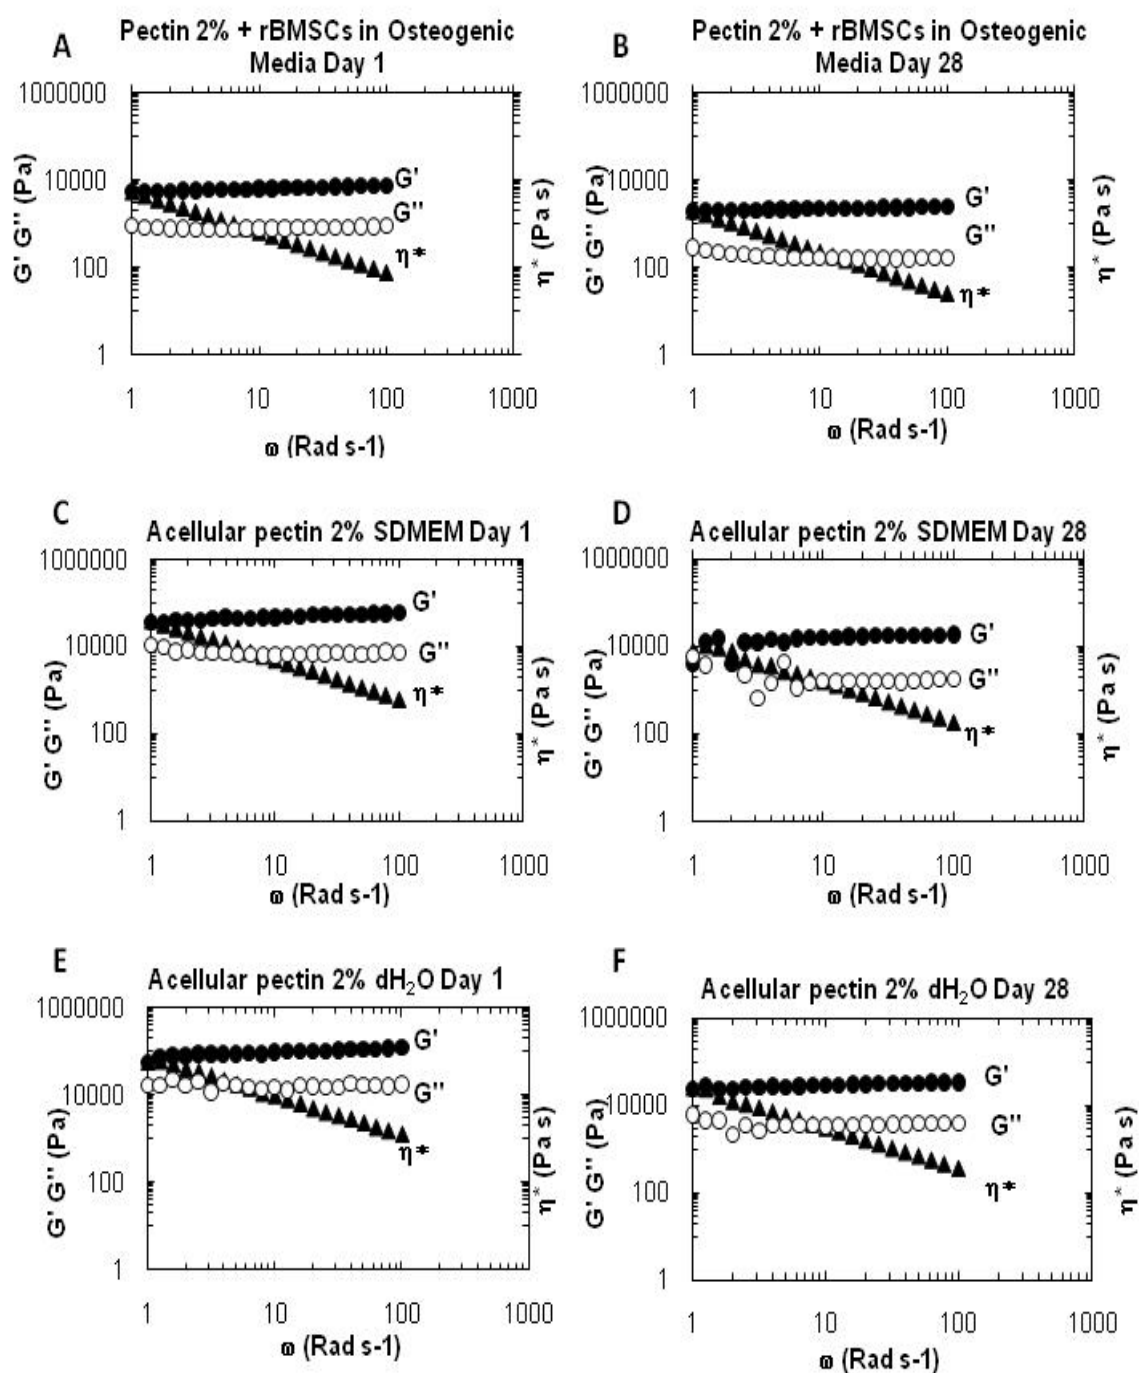 A
Pectin 2% + rBMSCs in Osteogenic
Media Day 1
1000000
10000
100
1
G' G'' (Pa)
η* (Pa s)
G'
G''
η*
1 10 100 1000
ω (Rad s-1)
B
Pectin 2% + rBMSCs in Osteogenic
Media Day 28
1000000
10000
100
1
G' G'' (Pa)
η* (Pa s)
G'
G''
η*
1 10 100 1000
ω (Rad s-1)
C
Acellular pectin 2% SDMEM Day 1
1000000
10000
100
1
G' G'' (Pa)
η* (Pa s)
G'
G''
η*
1 10 100 1000
ω (Rad s-1)
D
Acellular pectin 2% SDMEM Day 28
1000000
10000
100
1
G' G'' (Pa)
η* (Pa s)
G'
G''
η*
1 10 100 1000
ω (Rad s-1)
E
Acellular pectin 2% dH₂O Day 1
1000000
10000
100
1
G' G'' (Pa)
η* (Pa s)
G'
G''
η*
1 10 100 1000
ω (Rad s-1)
F
Acellular pectin 2% dH₂O Day 28
1000000
10000
100
1
G' G'' (Pa)
η* (Pa s)
G'
G''
η*
1 10 100 1000
ω (Rad s-1)